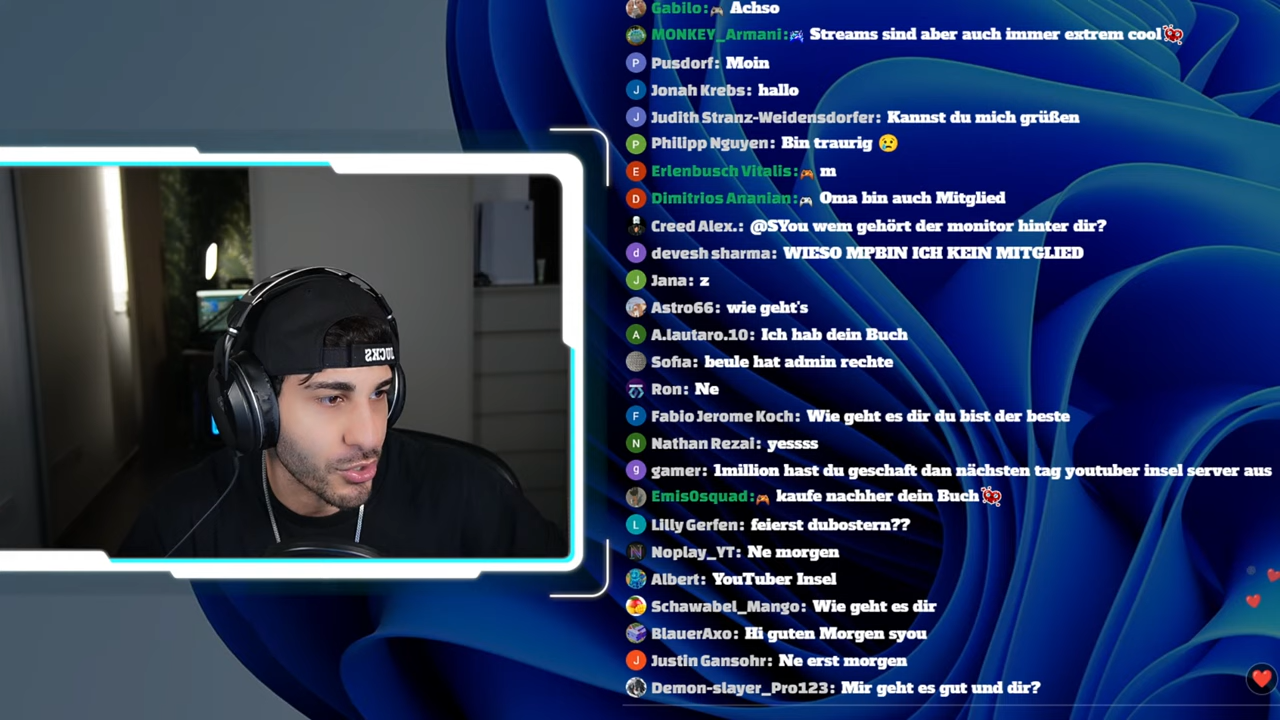 Gabilo: Achso
MONKEY_Armani: Streams sind aber auch immer extrem cool
P Pusdorf: Moin
J Jonah Krebs: hallo
J Judith Stranz-Weidensdorfer: Kannst du mich grüßen
P Philipp Nguyen: Bin traurig 😢
E Erlenbusch Vitalis: m
D Dimitrios Ananian: Oma bin auch Mitglied
Creed Alex.: @SYou wem gehört der monitor hinter dir?
d devesh sharma: WIESO MPBIN ICH KEIN MITGLIED
J Jana: z
Astro66: wie geht's
A A.lautaro.10: Ich hab dein Buch
Sofia: beule hat admin rechte
Ron: Ne
F Fabio Jerome Koch: Wie geht es dir du bist der beste
N Nathan Rezai: yessss
g gamer: 1million hast du geschaft dan nächsten tag youtuber insel server aus
Emis0squad: kaufe nachher dein Buch
L Lilly Gerfen: feierst dubostern??
Noplay_YT: Ne morgen
Albert: YouTuber Insel
Schawabel_Mango: Wie geht es dir
BlauerAxo: Hi guten Morgen syou
J Justin Gansohr: Ne erst morgen
Demon-slayer_Pro123: Mir geht es gut und dir?